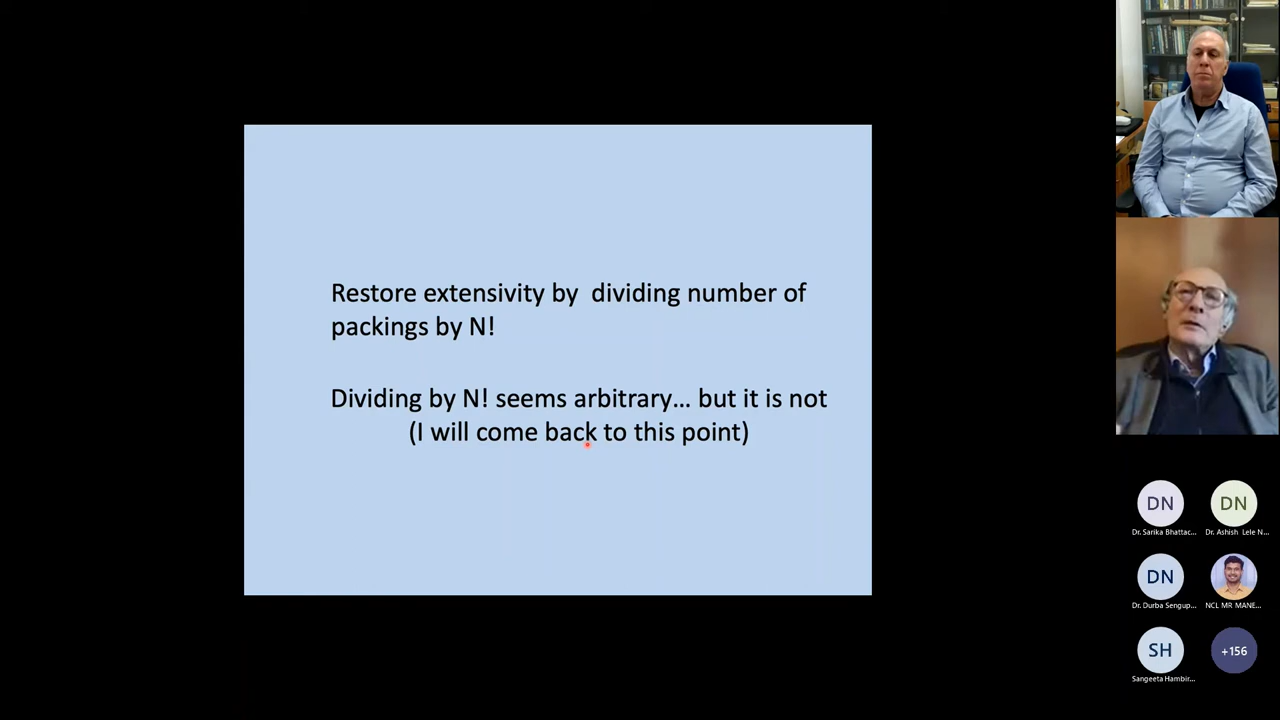 Restore extensivity by dividing number of
packings by N!
Dividing by N! seems arbitrary... but it is not
(I will come back to this point)
DN
DN
Dr. Sarika Bhattac...
Dr. Ashish Lele N...
DN
Dr. Durba Sengup...
NCL MR MANE...
SH
+156
Sangeeta Hambir...